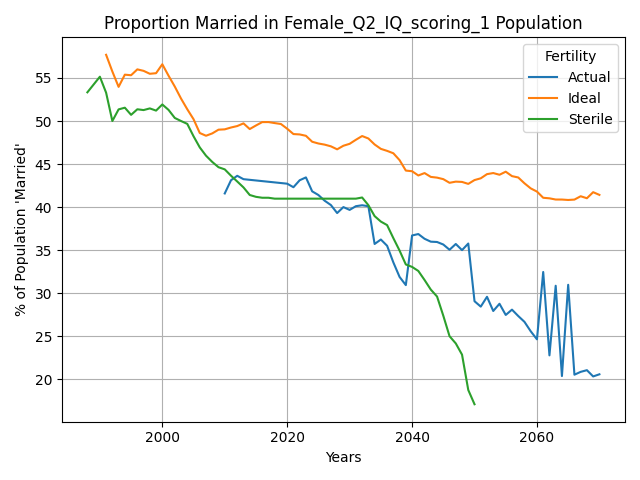 Proportion Married in Female_Q2_IQ_scoring_1 Population
% of Population 'Married'
55
50
45
40
35
30
25
20
2000
2020
2040
2060
Years
Fertility
Actual
Ideal
Sterile